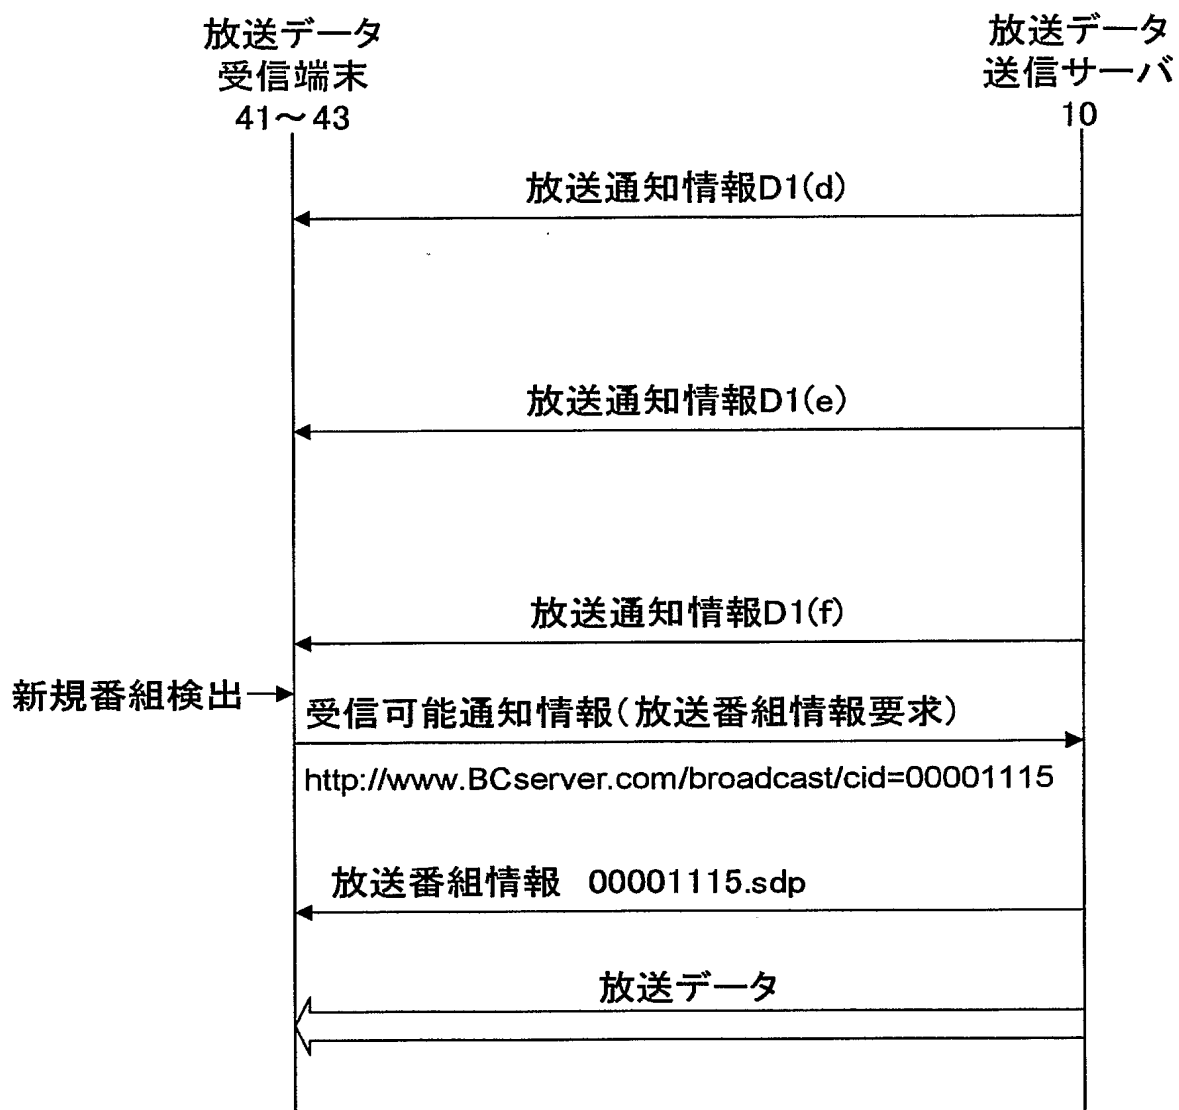 放送データ
受信端末
41～43
放送データ
送信サーバ
10
放送通知情報D1(d)
放送通知情報D1(e)
放送通知情報D1(f)
新規番組検出
受信可能通知情報(放送番組情報要求)
http://www.BCserver.com/broadcast/cid=00001115
放送番組情報　00001115.sdp
放送データ